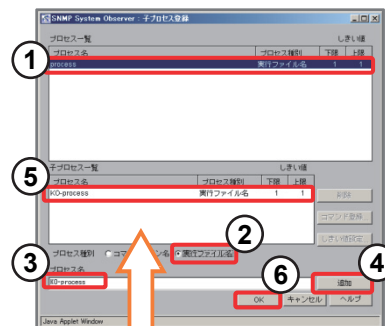 SNMP System Observer : 子プロセス登録
プロセス一覧 しきい値
プロセス名 プロセス種別 下限 上限
1 process 実行ファイル名 1 1
子プロセス一覧 しきい値
プロセス名 プロセス種別 下限 上限
5 KO-process 実行ファイル名 1 1
削除
コマンド登録
しきい値設定
2
プロセス種別 実行ファイル名
プロセス名
3 KO-process 追加 4
6
OK キャンセル ヘルプ
Java Applet Window